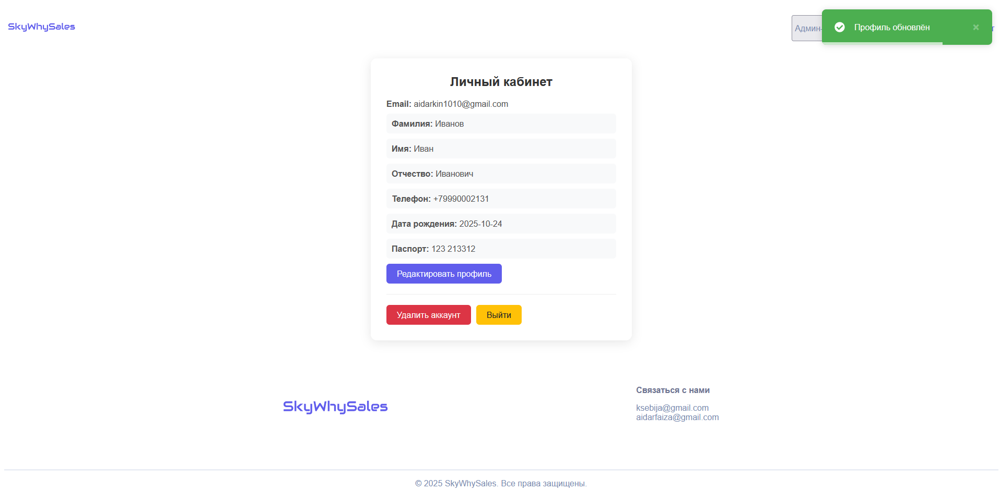 SkyWhySales
Админ-
Профиль обновлён
×
т
Личный кабинет
Email: aidarkin1010@gmail.com
Фамилия: Иванов
Имя: Иван
Отчество: Иванович
Телефон: +79990002131
Дата рождения: 2025-10-24
Паспорт: 123 213312
Редактировать профиль
Удалить аккаунт
Выйти
SkyWhySales
Связаться с нами
ksebija@gmail.com
aidarfaiza@gmail.com
© 2025 SkyWhySales. Все права защищены.